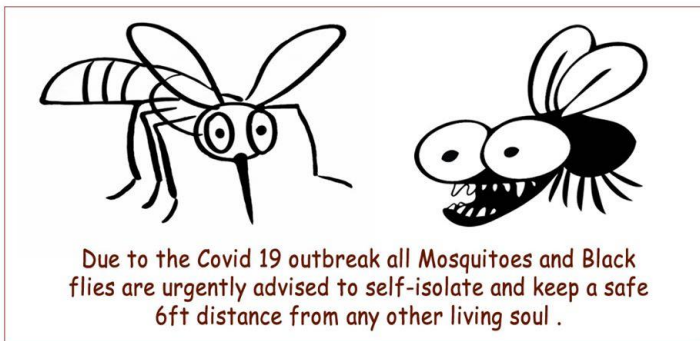 Due to the Covid 19 outbreak all Mosquitoes and Black
flies are urgently advised to self-isolate and keep a safe
6ft distance from any other living soul .